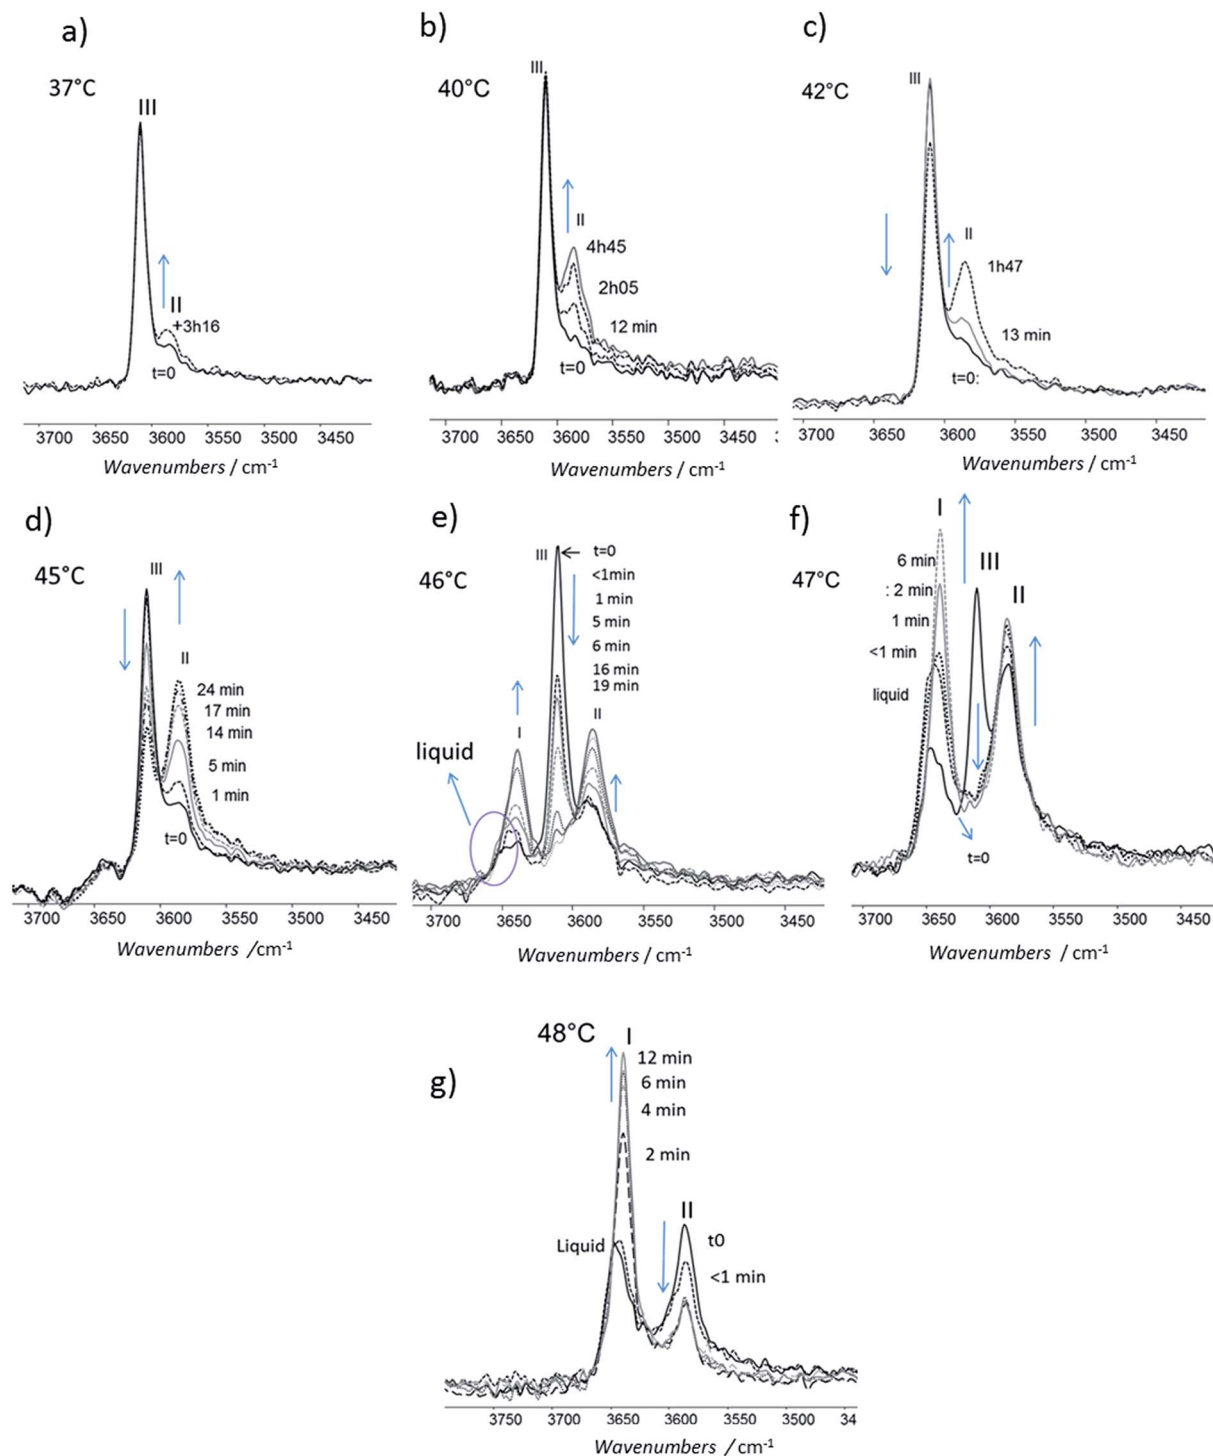 a)
37°C
III
II
+3h16
t=0
3700 3650 3600 3550 3500 3450
Wavenumbers / cm-1
b)
40°C
III
II
4h45
2h05
12 min
t=0
3700 3650 3600 3550 3500 3450
Wavenumbers / cm-1
c)
42°C
III
II
1h47
13 min
t=0:
3700 3650 3600 3550 3500 3450
Wavenumbers / cm-1
d)
45°C
III
II
24 min
17 min
14 min
5 min
1 min
t=0
3700 3650 3600 3550 3500 3450
Wavenumbers /cm-1
e)
46°C
III
t=0
<1min
1 min
5 min
6 min
16 min
19 min
II
I
liquid
3700 3650 3600 3550 3500 3450
Wavenumbers / cm-1
f)
47°C
I
III
II
6 min
: 2 min
1 min
<1 min
liquid
t=0
3700 3650 3600 3550 3500 3450
Wavenumbers / cm-1
g)
48°C
I
12 min
6 min
4 min
2 min
II
Liquid
t0
<1 min
3750 3700 3650 3600 3550 3500 34
Wavenumbers / cm-1